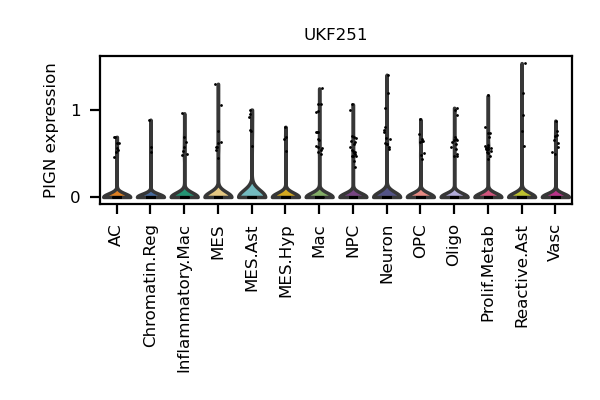 UKF251
PIGN expression
1
0
AC
Chromatin.Reg
Inflammatory.Mac
MES
MES.Ast
MES.Hyp
Mac
NPC
Neuron
OPC
Oligo
Prolif.Metab
Reactive.Ast
Vasc